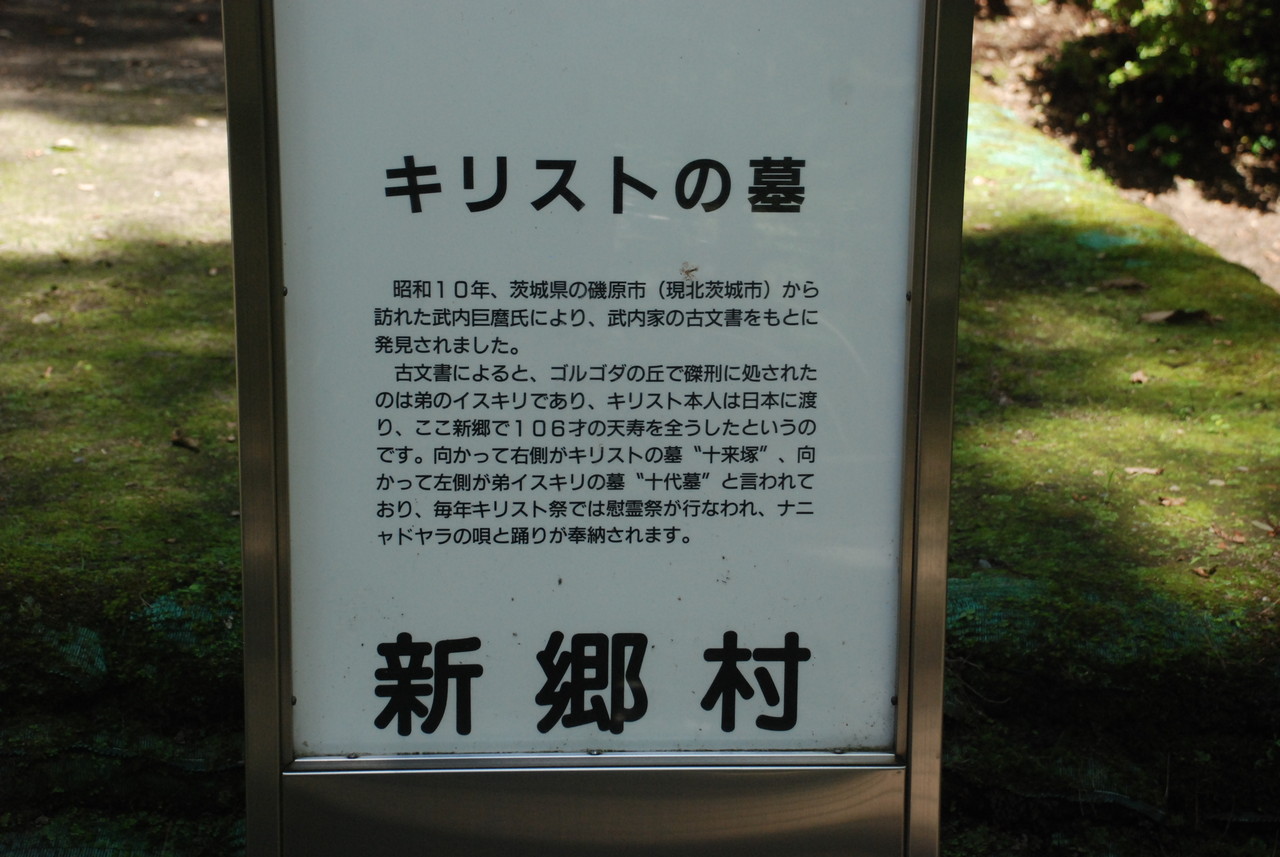 キリストの墓
昭和１０年、茨城県の磯原市（現北茨城市）から
訪れた武内巨麿氏により、武内家の古文書をもとに
発見されました。
古文書によると、ゴルゴダの丘で磔刑に処された
のは弟のイスキリであり、キリスト本人は日本に渡
り、ここ新郷で１０６才の天寿を全うしたというの
です。向かって右側がキリストの墓〝十来塚〟、向
かって左側が弟イスキリの墓〝十代墓〟と言われて
おり、毎年キリスト祭では慰霊祭が行なわれ、ナニ
ャドヤラの唄と踊りが奉納されます。
新郷村